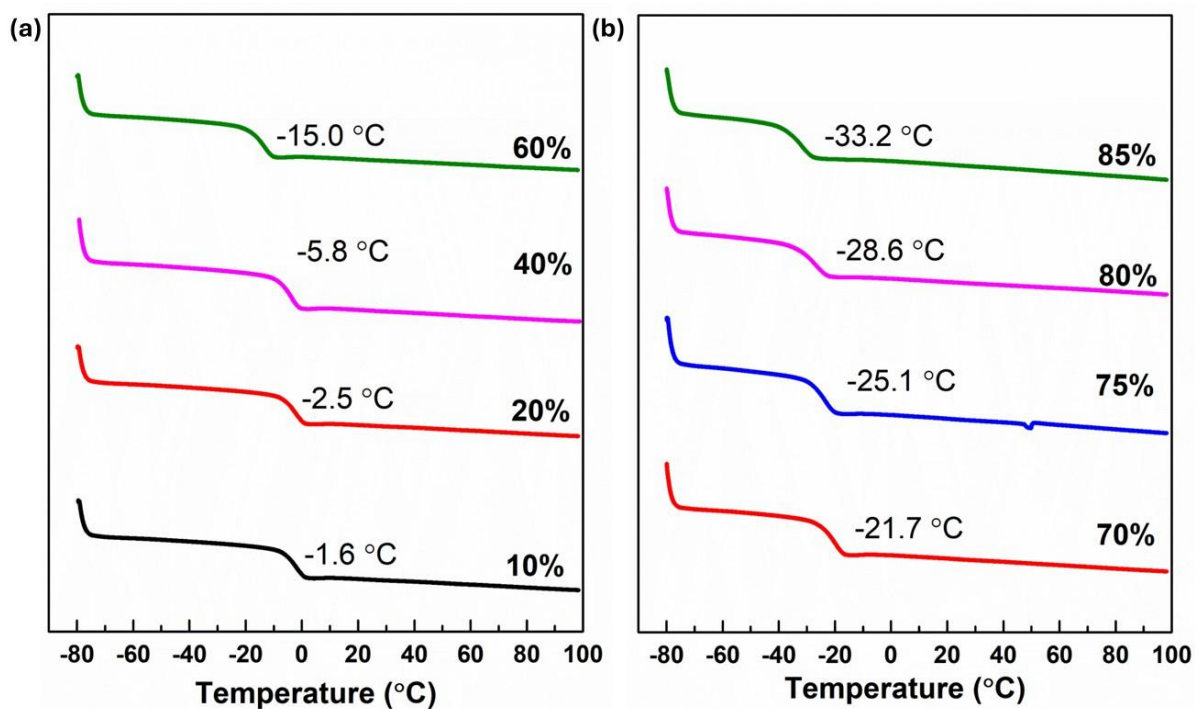 (a)
-15.0 °C
60%
-5.8 °C
40%
-2.5 °C
20%
-1.6 °C
10%
-80 -60 -40 -20 0 20 40 60 80 100
Temperature (°C)
(b)
-33.2 °C
85%
-28.6 °C
80%
-25.1 °C
75%
-21.7 °C
70%
-80 -60 -40 -20 0 20 40 60 80 100
Temperature (°C)